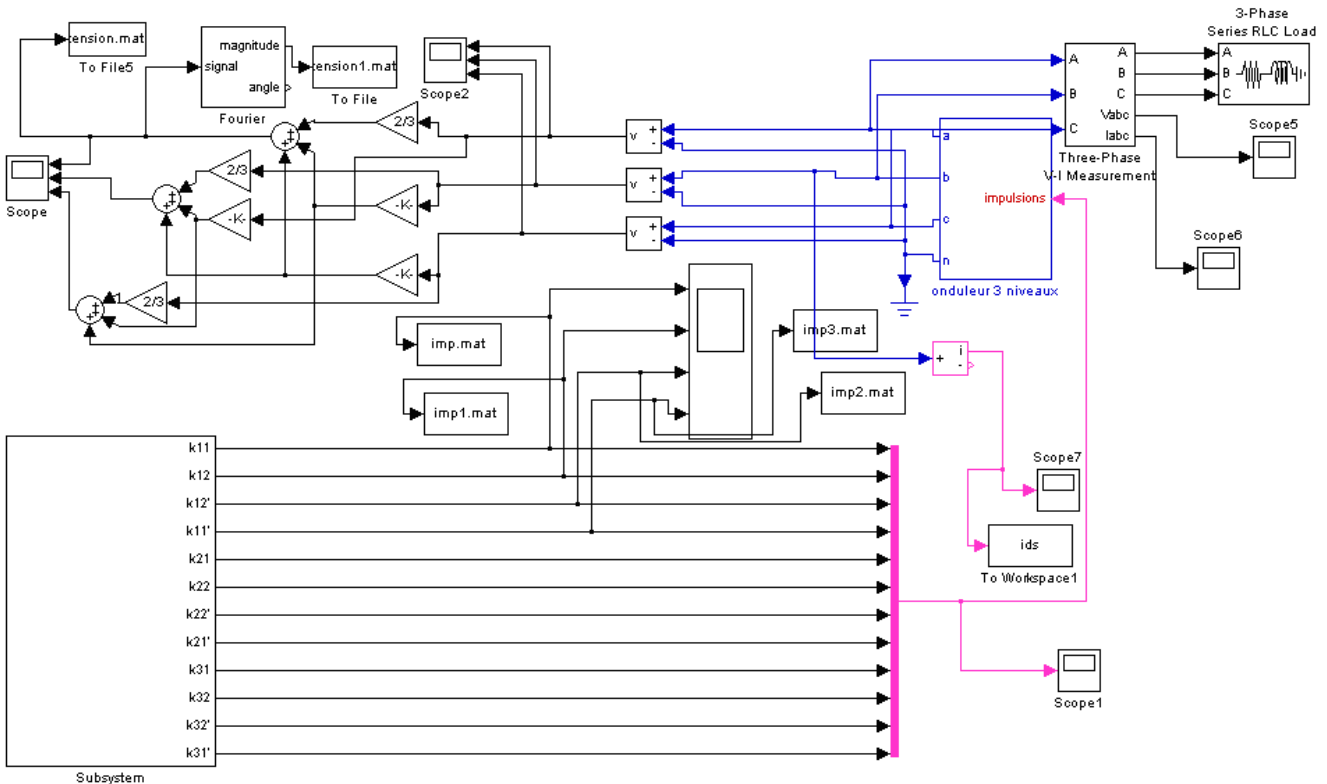 3-Phase
Series RLC Load
A
B
C
A
B
C
A
B
C
Vabc
Iabc
Three-Phase
V-I Measurement
Scope5
Scope6
tension.mat
To File5
magnitude
signal
angle
Fourier
tension1.mat
To File
Scope2
2/3
2/3
-K-
-K-
-K-
2/3
+
+
+
+
+
+
Scope
v
+
-
v
+
-
v
+
-
a
b
c
n
impulsions
onduleur 3 niveaux
imp.mat
imp1.mat
imp3.mat
imp2.mat
+
i
-
Scope7
ids
To Workspace1
Scope1
k11
k12
k12'
k11'
k21
k22
k22'
k21'
k31
k32
k32'
k31'
Subsystem